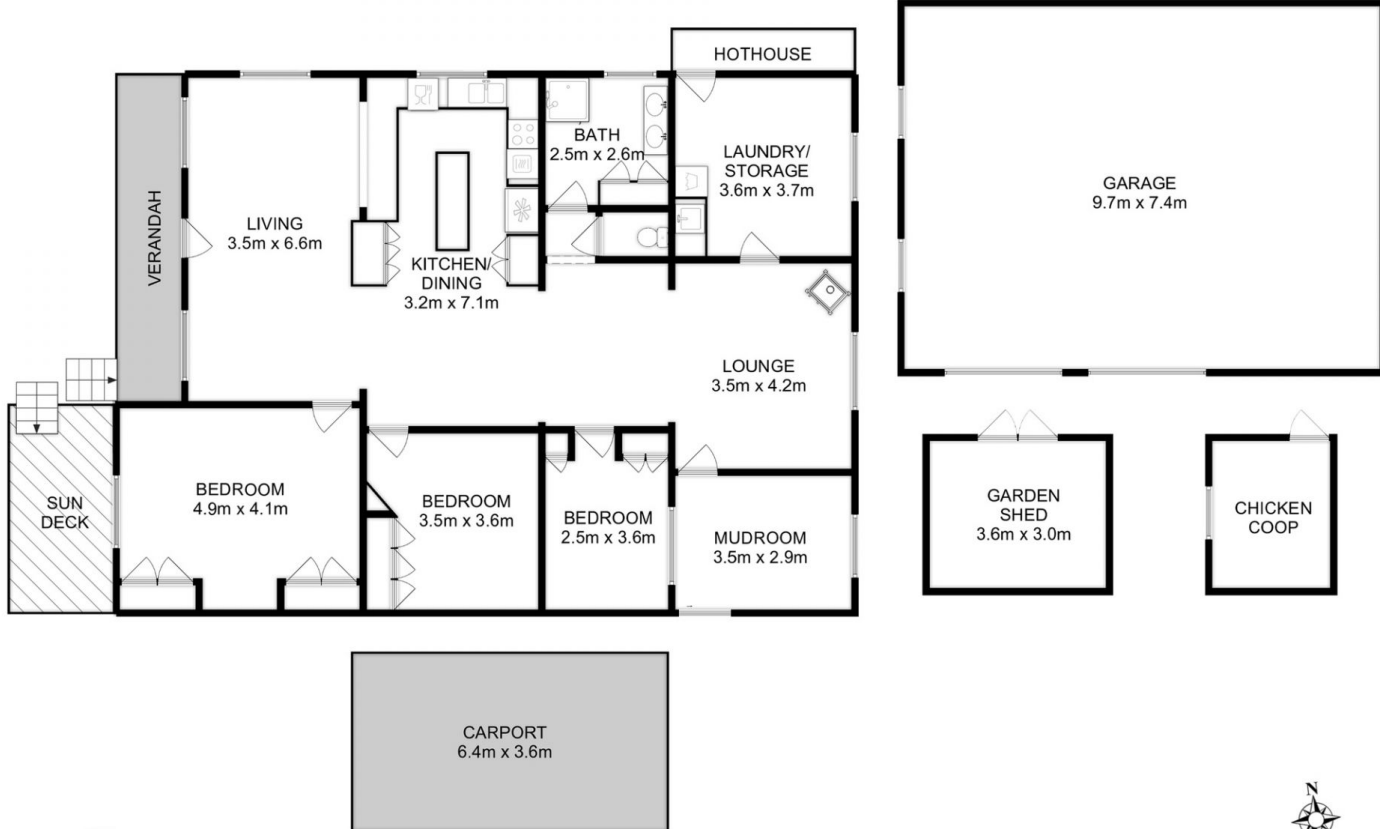 HOTHOUSE
BATH
2.5m x 2.6m
LAUNDRY/
STORAGE
3.6m x 3.7m
GARAGE
9.7m x 7.4m
VERANDAH
LIVING
3.5m x 6.6m
KITCHEN/
DINING
3.2m x 7.1m
LOUNGE
3.5m x 4.2m
SUN
DECK
BEDROOM
4.9m x 4.1m
BEDROOM
3.5m x 3.6m
BEDROOM
2.5m x 3.6m
MUDROOM
3.5m x 2.9m
GARDEN
SHED
3.6m x 3.0m
CHICKEN
COOP
CARPORT
6.4m x 3.6m
N